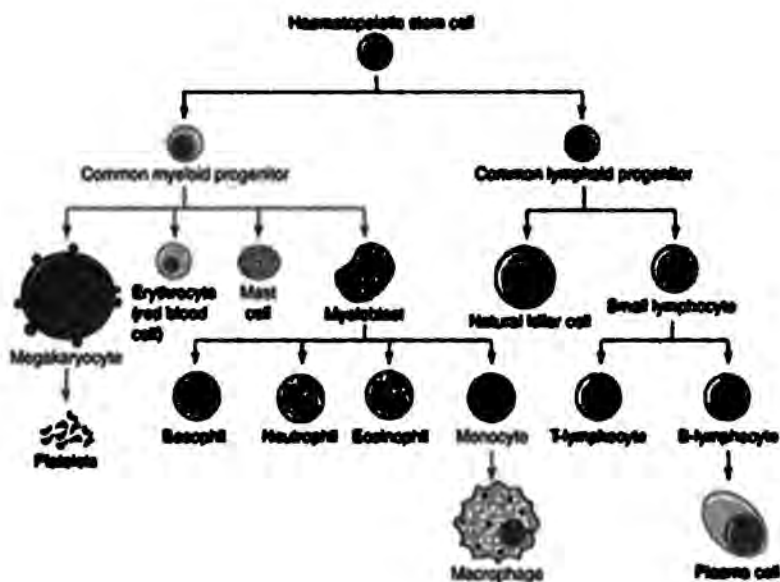 Haematopoietic stem cell
Common myeloid progenitor
Common lymphoid progenitor
Erythrocyte
(red blood
cell)
Mast
cell
Myeloblast
Natural killer cell
Small lymphocyte
Megakaryocyte
Platelets
Basophil
Neutrophil
Eosinophil
Monocyte
T-lymphocyte
B-lymphocyte
Macrophage
Plasma cell